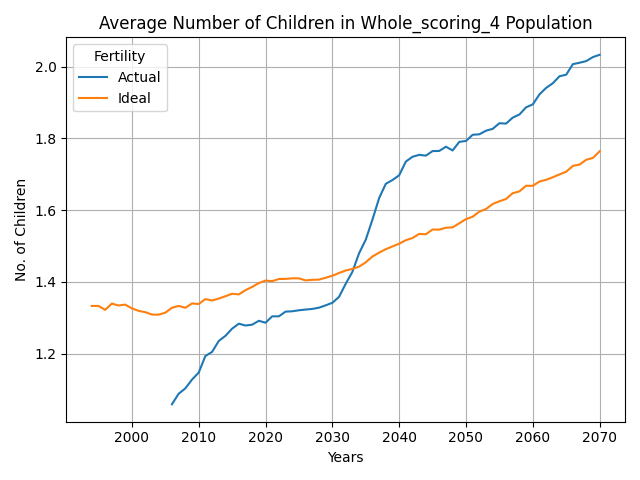 Average Number of Children in Whole_scoring_4 Population
Fertility
Actual
Ideal
No. of Children
2.0
1.8
1.6
1.4
1.2
2000 2010 2020 2030 2040 2050 2060 2070
Years